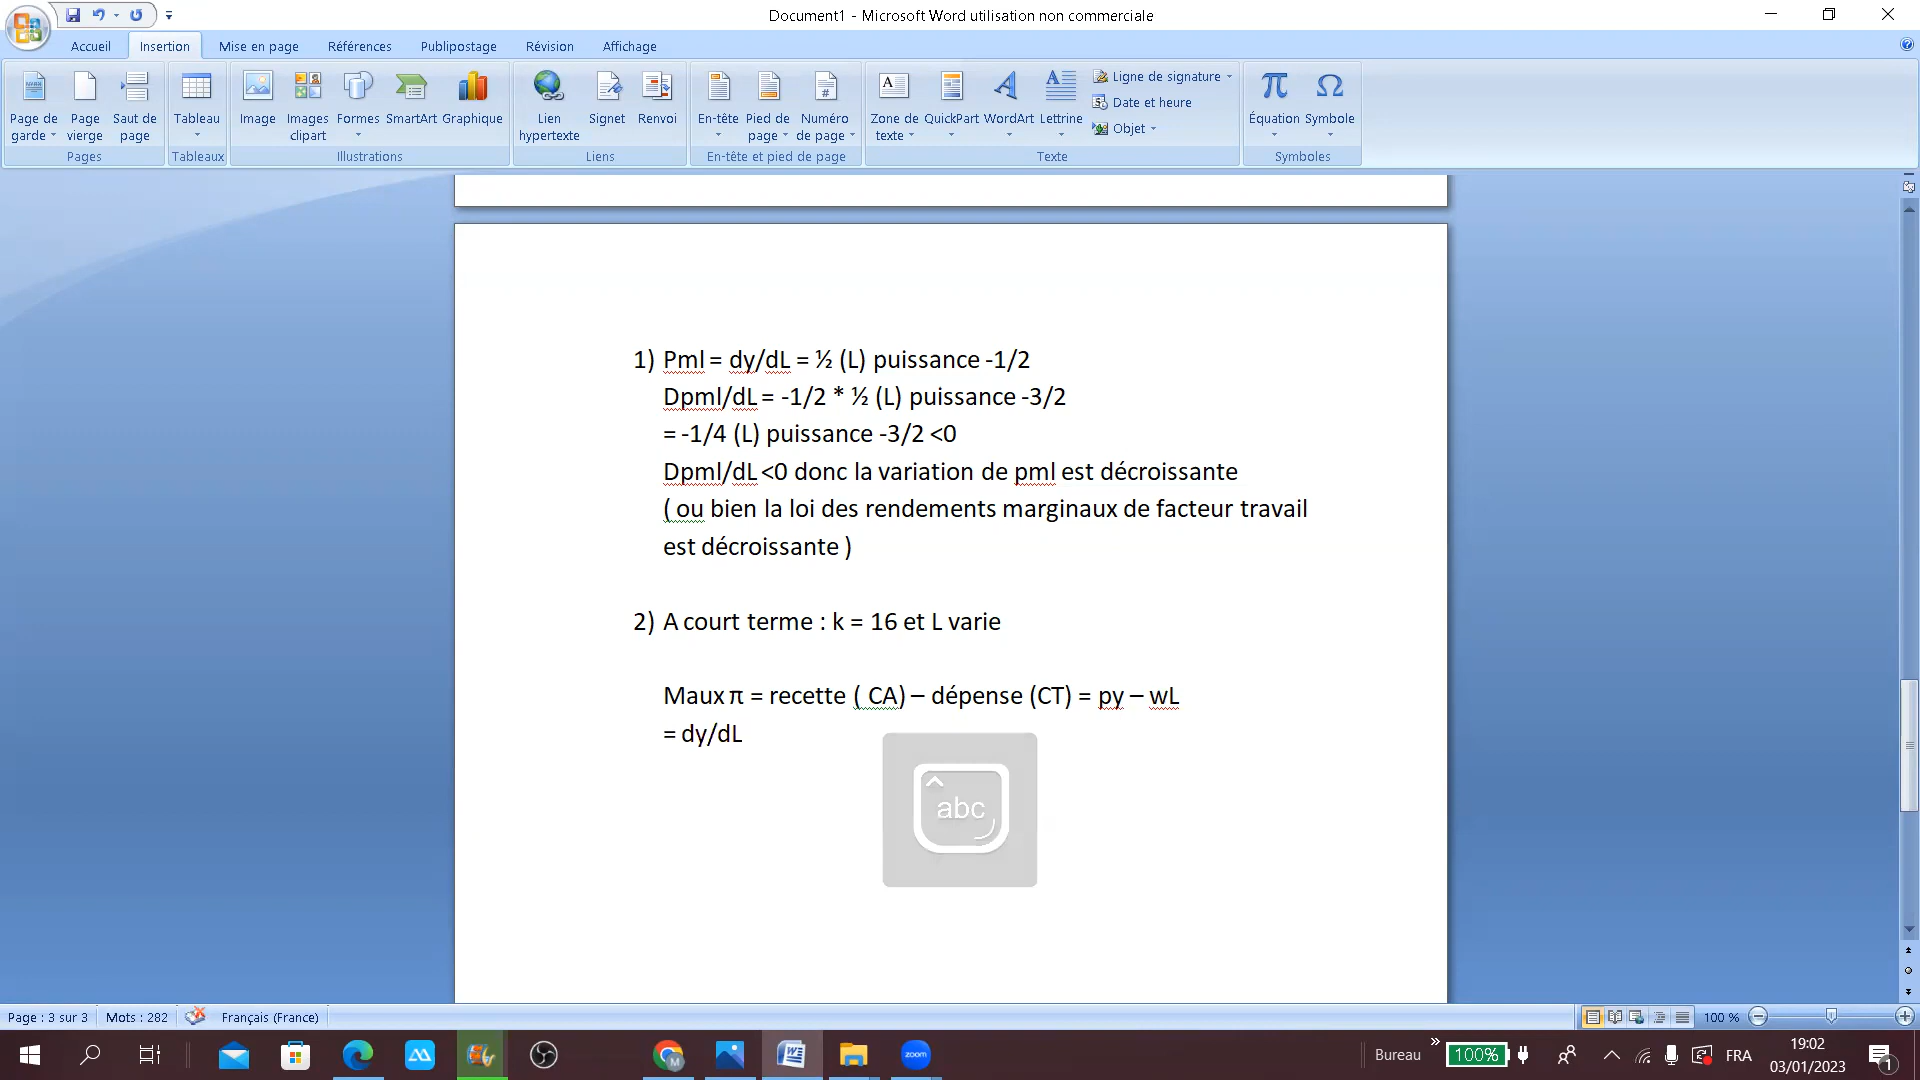 Document1 - Microsoft Word utilisation non commerciale
Accueil Insertion Mise en page Références Publipostage Révision Affichage
Page de garde
Page vierge
Saut de page
Pages
Tableau
Tableaux
Image
Images clipart
Formes
SmartArt
Graphique
Illustrations
Lien hypertexte
Signet
Renvoi
Liens
En-tête
Pied de page
Numéro de page
En-tête et pied de page
Zone de texte
QuickPart
WordArt
Lettrine
Ligne de signature
Date et heure
Objet
Texte
Équation
Symbole
Symboles
1) Pml = dy/dL = ½ (L) puissance -1/2
Dpml/dL = -1/2 * ½ (L) puissance -3/2
= -1/4 (L) puissance -3/2 <0
Dpml/dL <0 donc la variation de pml est décroissante
( ou bien la loi des rendements marginaux de facteur travail
est décroissante )
2) A court terme : k = 16 et L varie
Maux π = recette ( CA) – dépense (CT) = py – wL
= dy/dL
abc
Page : 3 sur 3 Mots : 282 Français (France) 100 %
zoom
Bureau
100%
FRA
19:02
03/01/2023
1